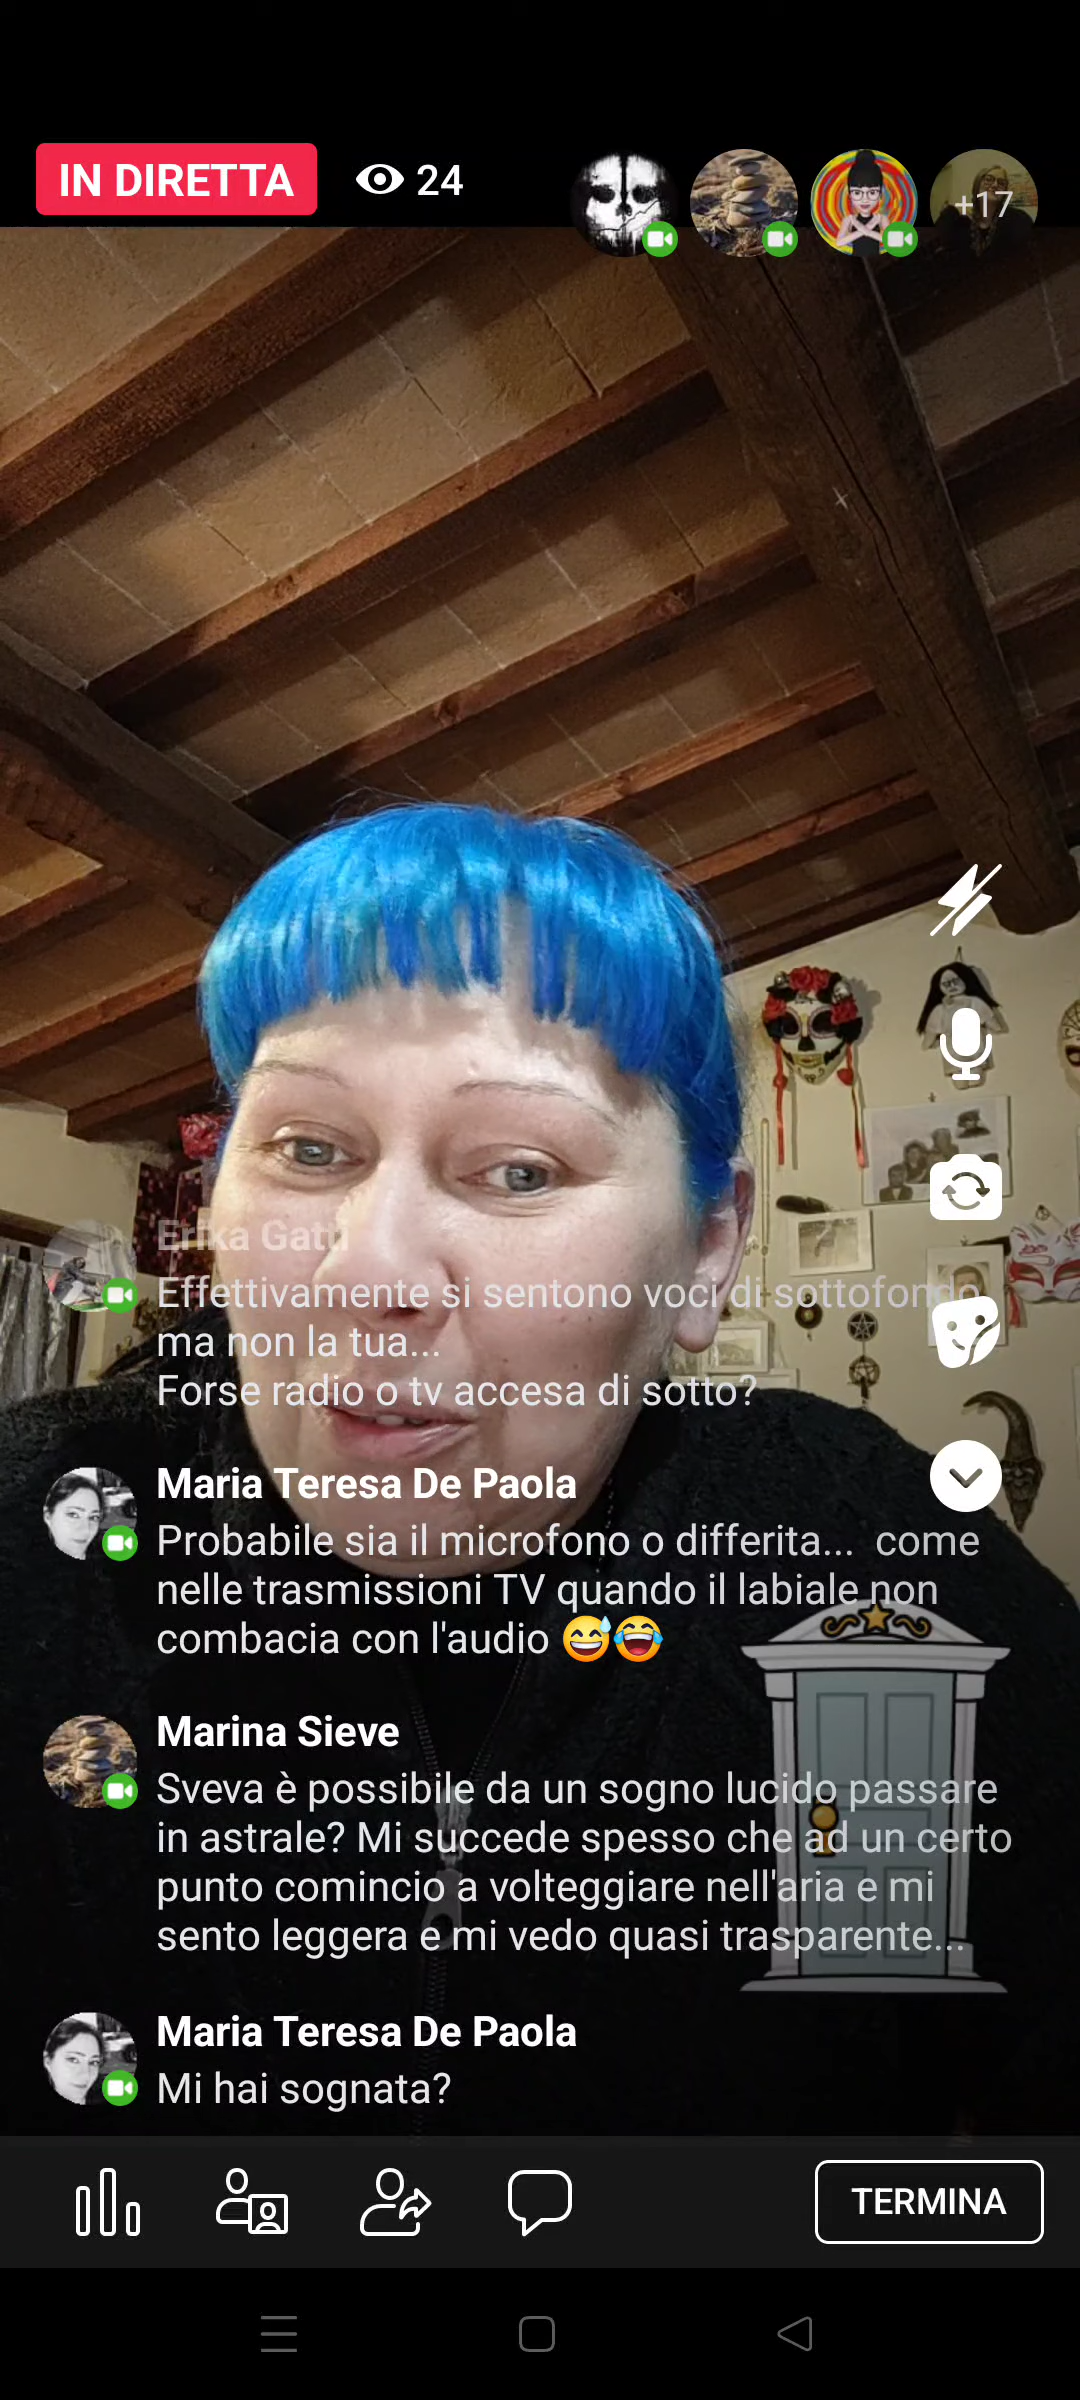 IN DIRETTA
24
+17
Erika Gatti
Effettivamente si sentono voci di sottofondo
ma non la tua...
Forse radio o tv accesa di sotto?
Maria Teresa De Paola
Probabile sia il microfono o differita...  come
nelle trasmissioni TV quando il labiale non
combacia con l'audio 😅😂
Marina Sieve
Sveva è possibile da un sogno lucido passare
in astrale? Mi succede spesso che ad un certo
punto comincio a volteggiare nell'aria e mi
sento leggera e mi vedo quasi trasparente...
Maria Teresa De Paola
Mi hai sognata?
TERMINA